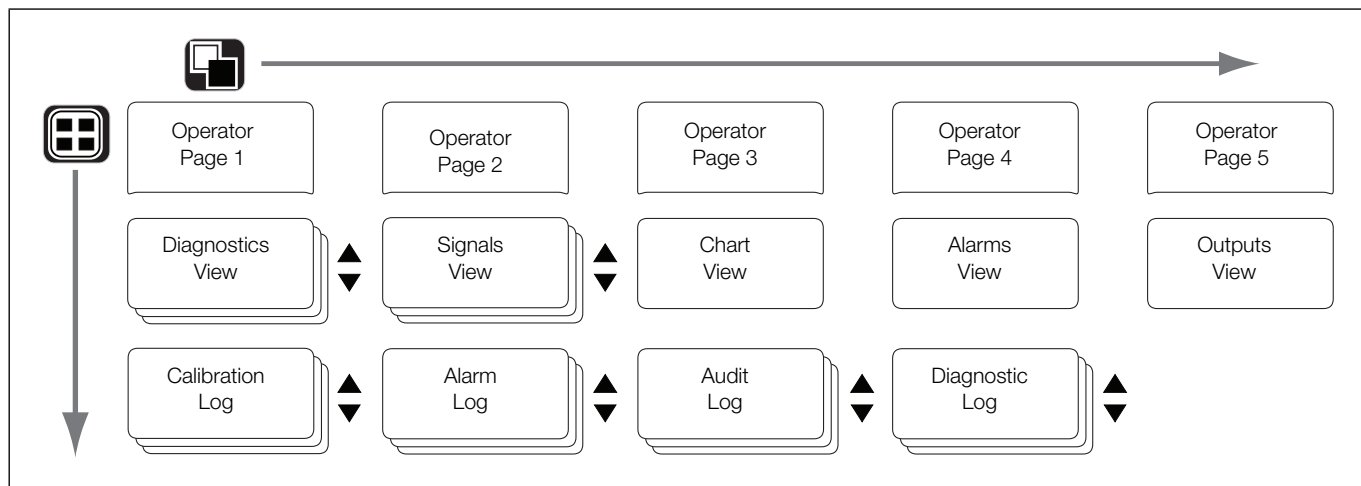 Operator
Page 1
Operator
Page 2
Operator
Page 3
Operator
Page 4
Operator
Page 5
Diagnostics
View
Signals
View
Chart
View
Alarms
View
Outputs
View
Calibration
Log
Alarm
Log
Audit
Log
Diagnostic
Log